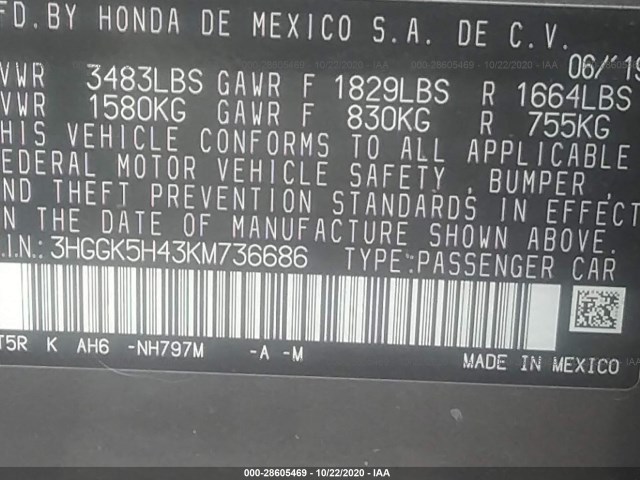 FD.BY HONDA DE MEXICO S.A. DE C.V.
06/'19
VWR 3483LBS GAWR F 1829LBS R 1664LBS
VWR 1580KG GAWR F 830KG R 755KG
HIS VEHICLE CONFORMS TO ALL APPLICABLE
EDERAL MOTOR VEHICLE SAFETY , BUMPER ,
ND THEFT PREVENTION STANDARDS IN EFFECT
N THE DATE OF MANUFACTURE SHOWN ABOVE.
.I.N.: 3HGGK5H43KM736686 TYPE:PASSENGER CAR
T5R K AH6 -NH797M -A -M
MADE IN MEXICO
000-28605469 - 10/22/2020 - IAA